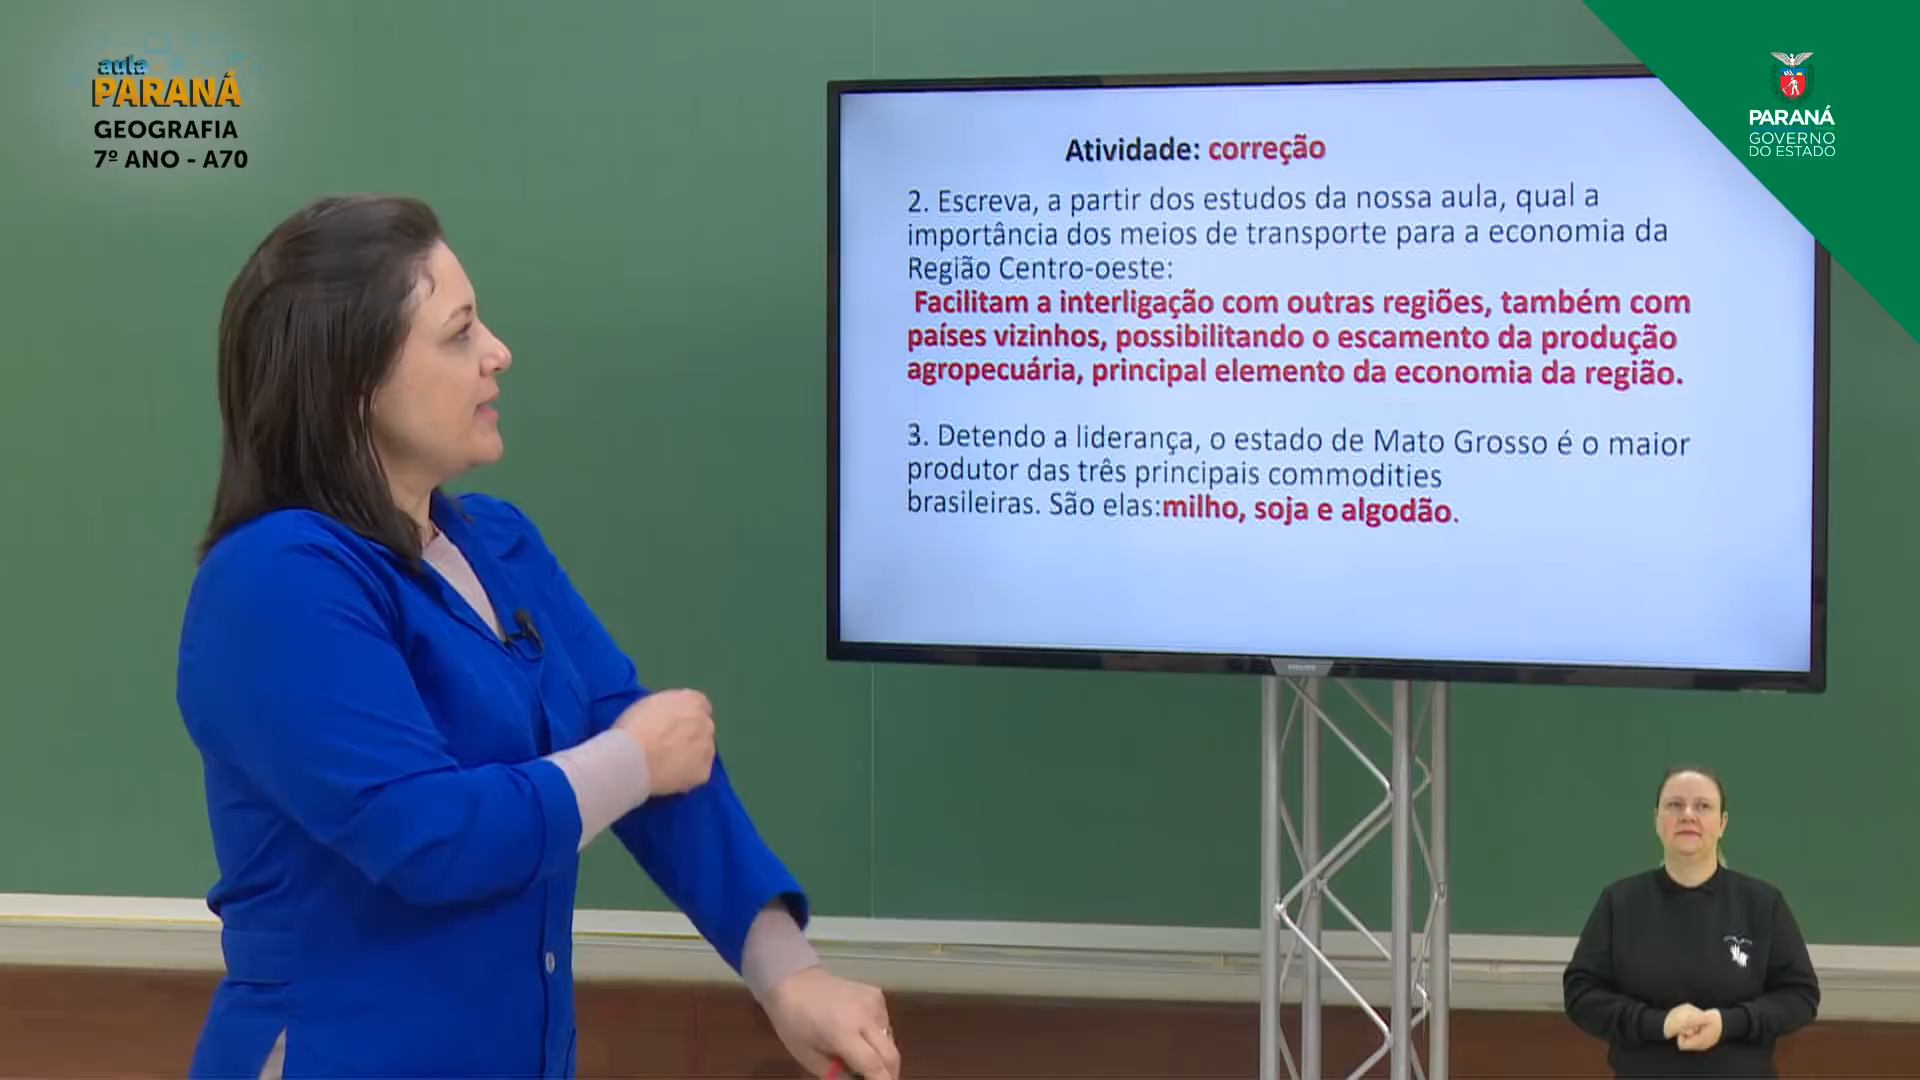 aula
PARANÁ
GEOGRAFIA
7º ANO - A70
PARANÁ
GOVERNO
DO ESTADO
Atividade: correção
2. Escreva, a partir dos estudos da nossa aula, qual a
importância dos meios de transporte para a economia da
Região Centro-oeste:
Facilitam a interligação com outras regiões, também com
países vizinhos, possibilitando o escamento da produção
agropecuária, principal elemento da economia da região.
3. Detendo a liderança, o estado de Mato Grosso é o maior
produtor das três principais commodities
brasileiras. São elas:milho, soja e algodão.